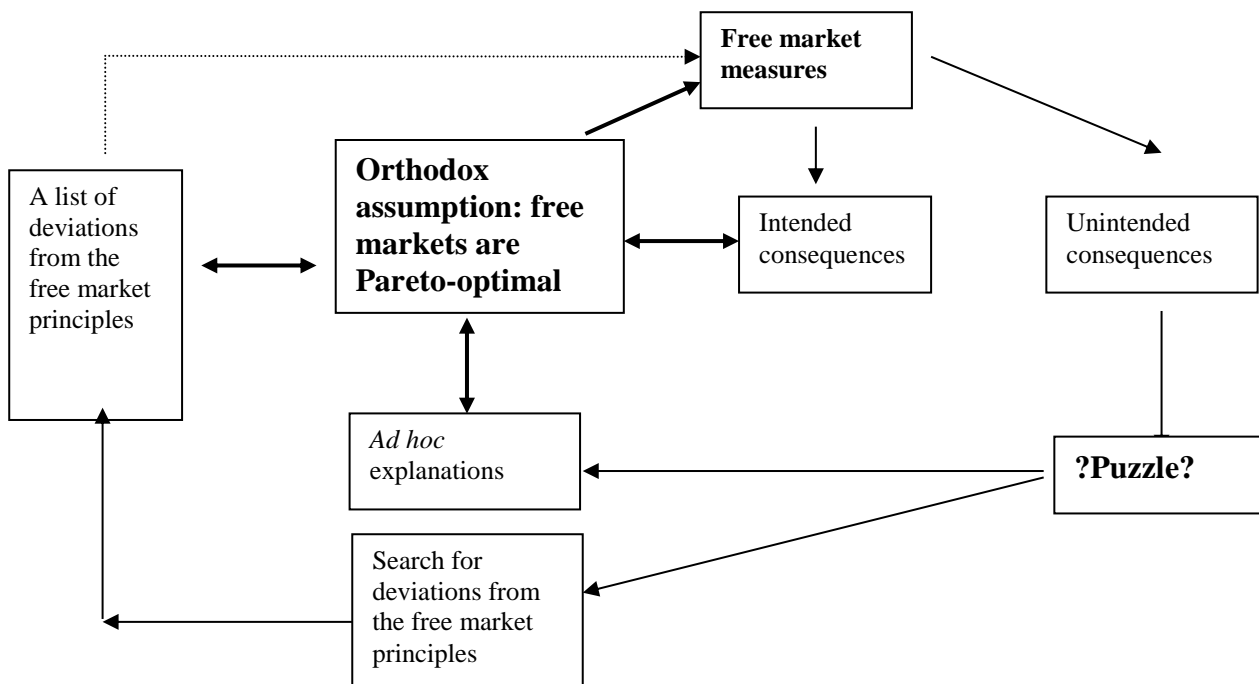 Free market
measures
Orthodox
assumption: free
markets are
Pareto-optimal
A list of
deviations
from the
free market
principles
Intended
consequences
Unintended
consequences
Ad hoc
explanations
?Puzzle?
Search for
deviations from
the free market
principles